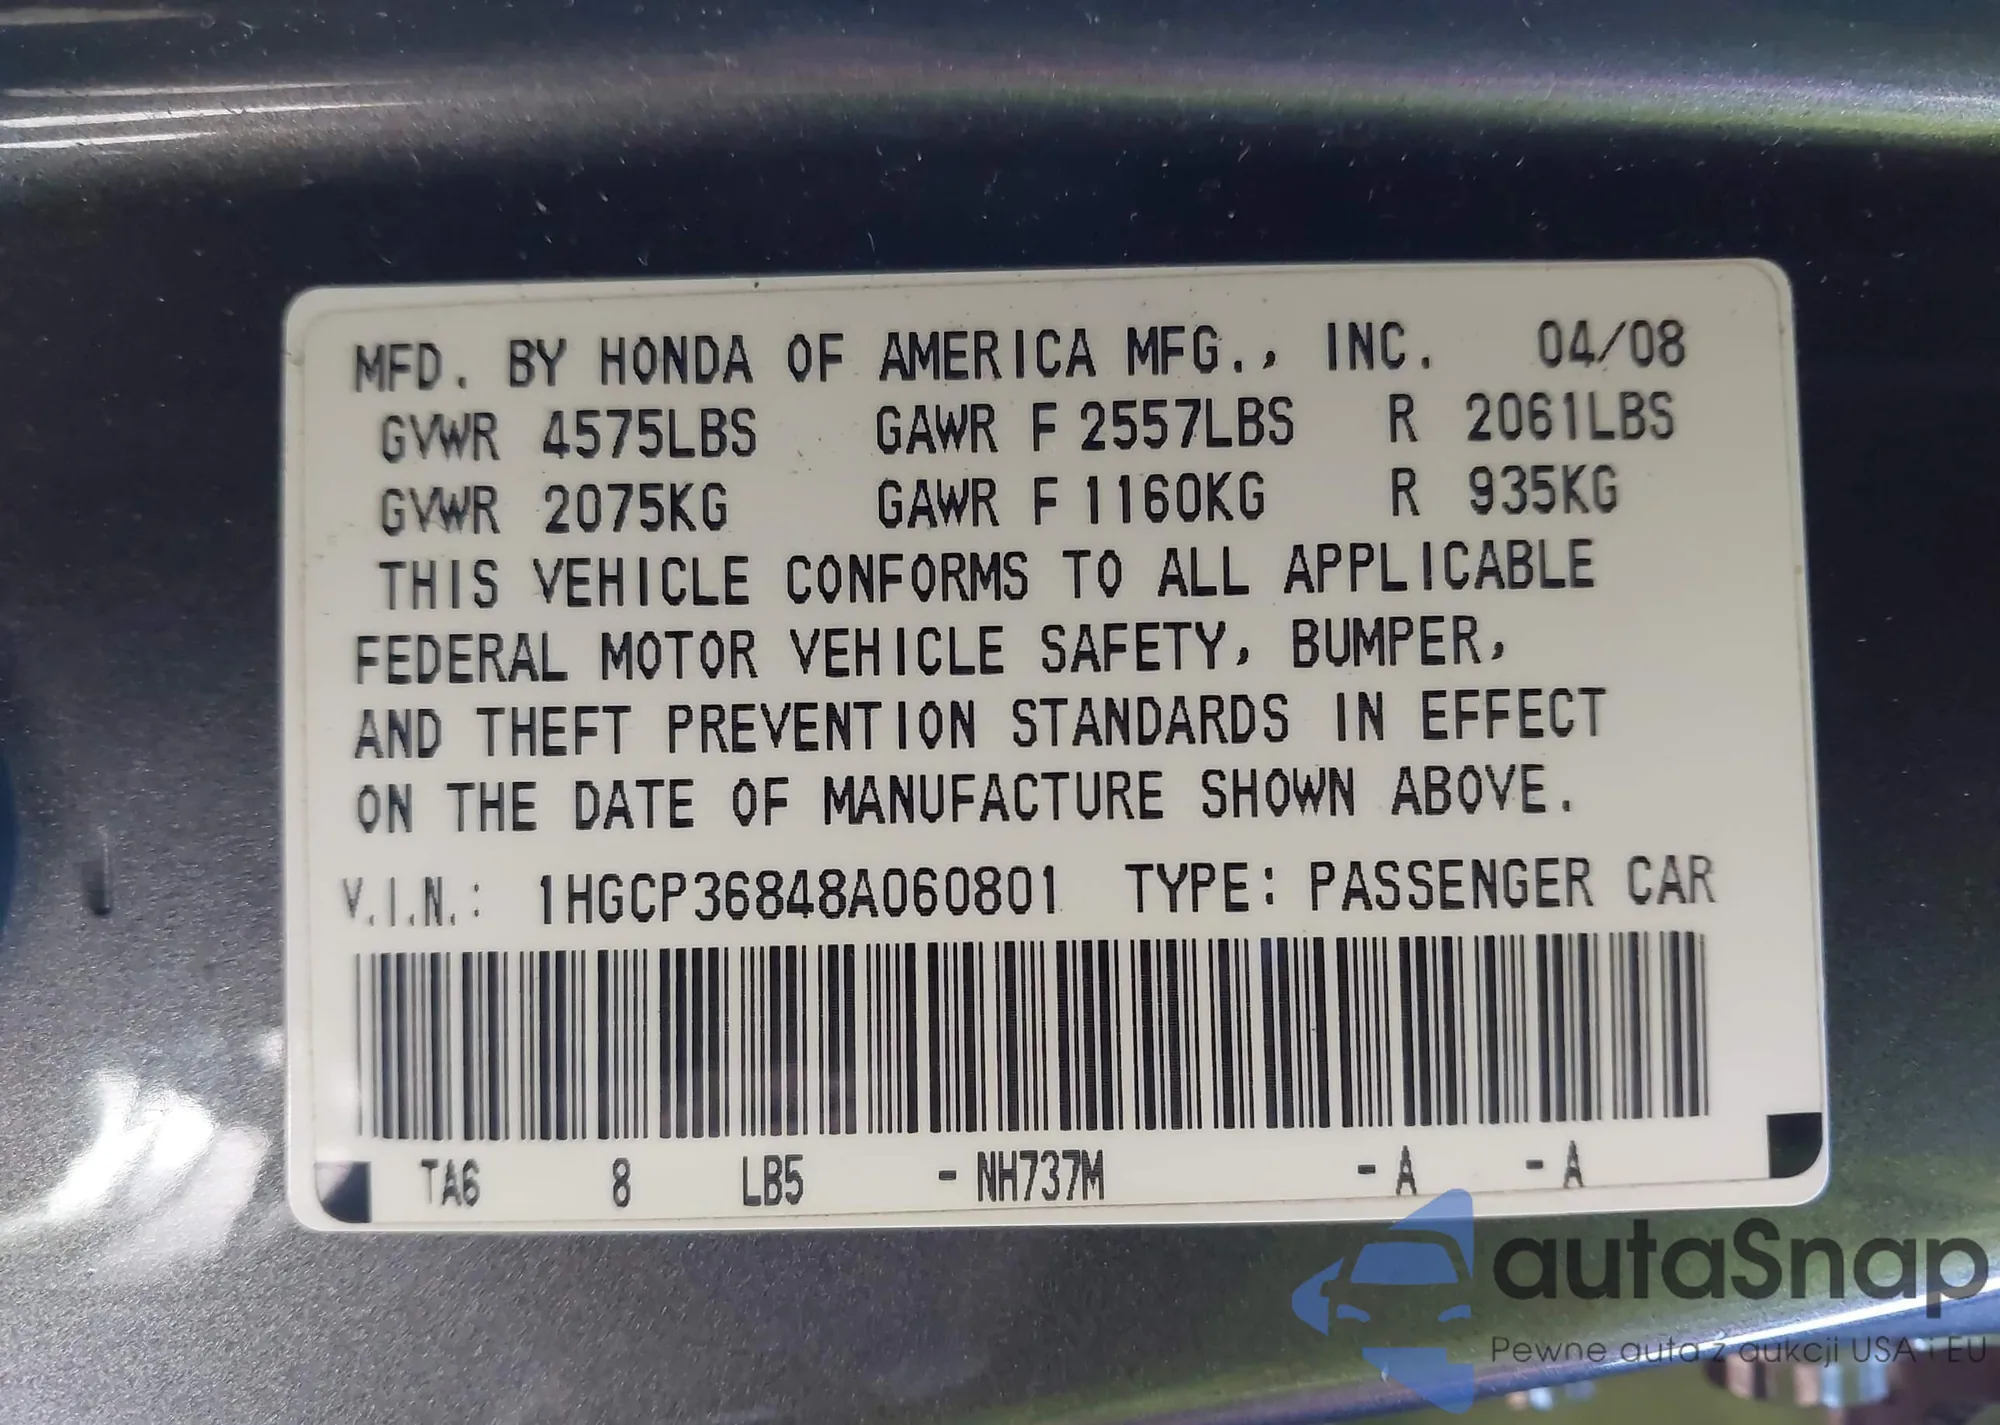 MFD. BY HONDA OF AMERICA MFG., INC. 04/08
GVWR 4575LBS GAWR F 2557LBS R 2061LBS
GVWR 2075KG GAWR F 1160KG R 935KG
THIS VEHICLE CONFORMS TO ALL APPLICABLE
FEDERAL MOTOR VEHICLE SAFETY, BUMPER,
AND THEFT PREVENTION STANDARDS IN EFFECT
ON THE DATE OF MANUFACTURE SHOWN ABOVE.
V.I.N.: 1HGCP36848A060801 TYPE: PASSENGER CAR
TA6 8 LB5 - NH737M - A - A
autaSnap
Pewne auta z aukcji USA i EU